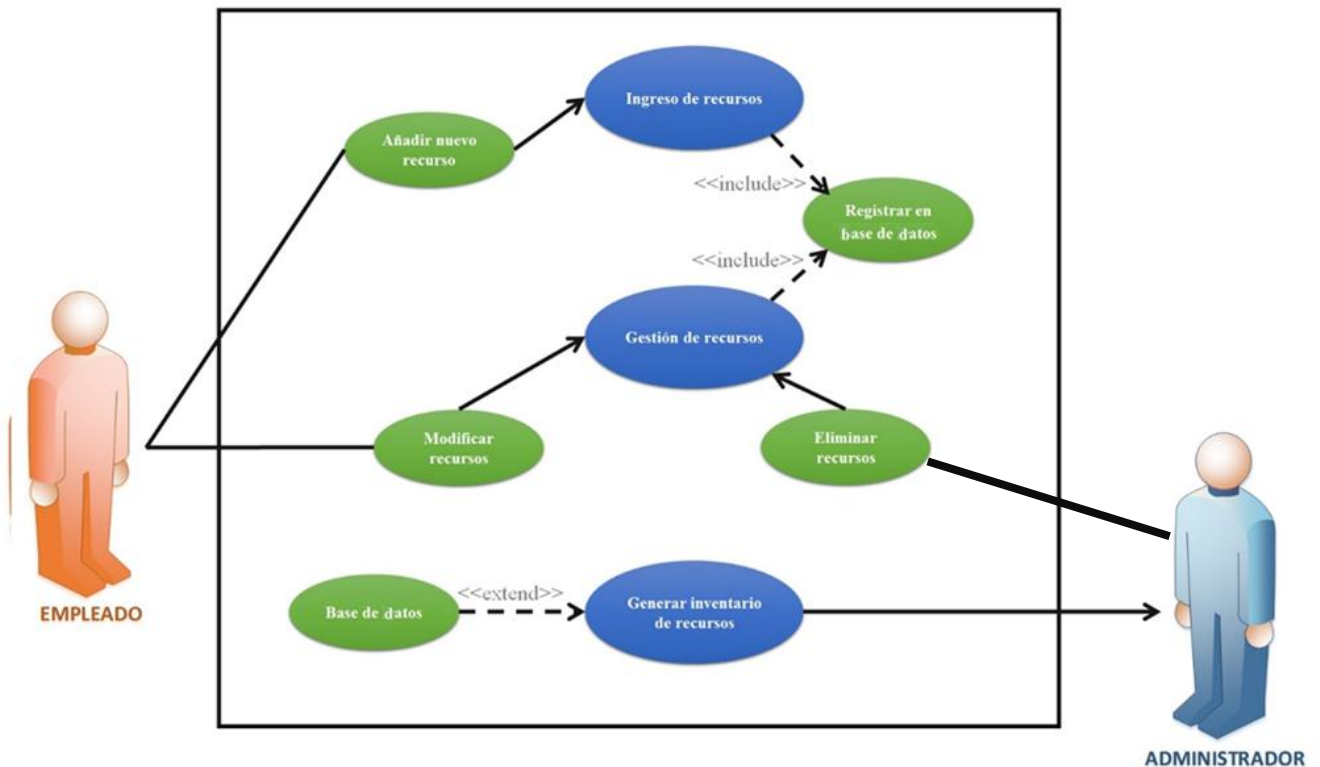 Ingreso de recursos
Añadir nuevo
recurso
<<include>>
Registrar en
base de datos
<<include>>
Gestión de recursos
Modificar
recursos
Eliminar
recursos
<<extend>>
Base de datos
Generar inventario
de recursos
EMPLEADO
ADMINISTRADOR